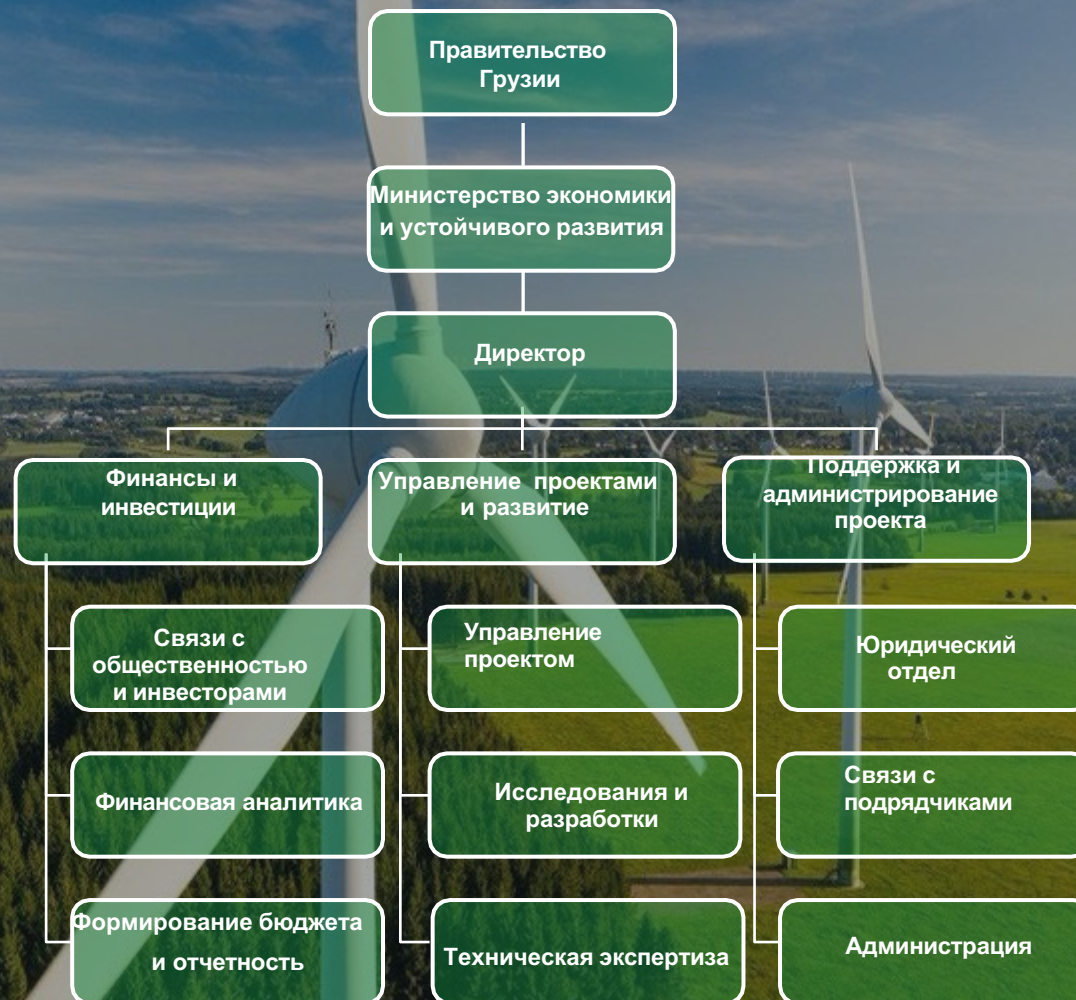 Правительство
Грузии
Министерство экономики
и устойчивого развития
Директор
Финансы и
инвестиции
Управление проектами
и развитие
Поддержка и
администрирование
проекта
Связи с
общественностью
и инвесторами
Управление
проектом
Юридический
отдел
Финансовая аналитика
Исследования и
разработки
Связи с
подрядчиками
Формирование бюджета
и отчетность
Техническая экспертиза
Администрация